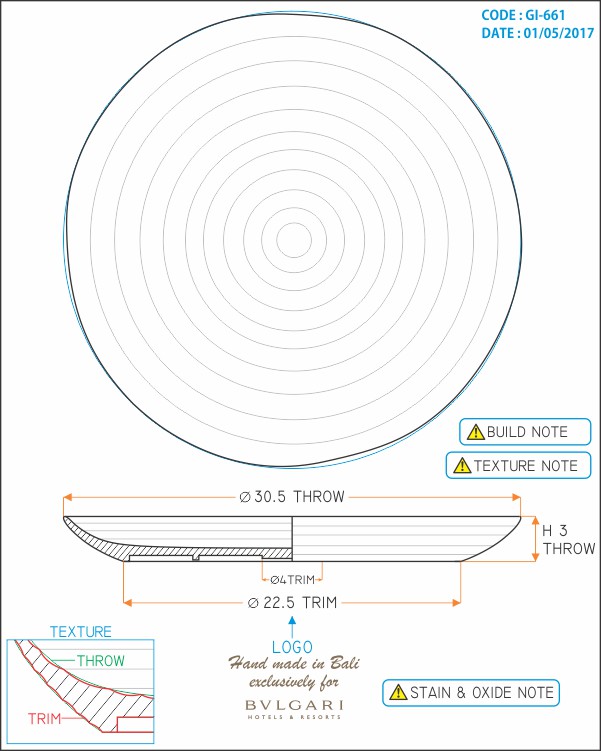 CODE : GI-661
DATE : 01/05/2017
BUILD NOTE
TEXTURE NOTE
Ø 30.5 THROW
H 3
THROW
Ø4TRIM
Ø 22.5 TRIM
TEXTURE
THROW
TRIM
LOGO
Hand made in Bali
exclusively for
BVLGARI
HOTELS & RESORTS
STAIN & OXIDE NOTE